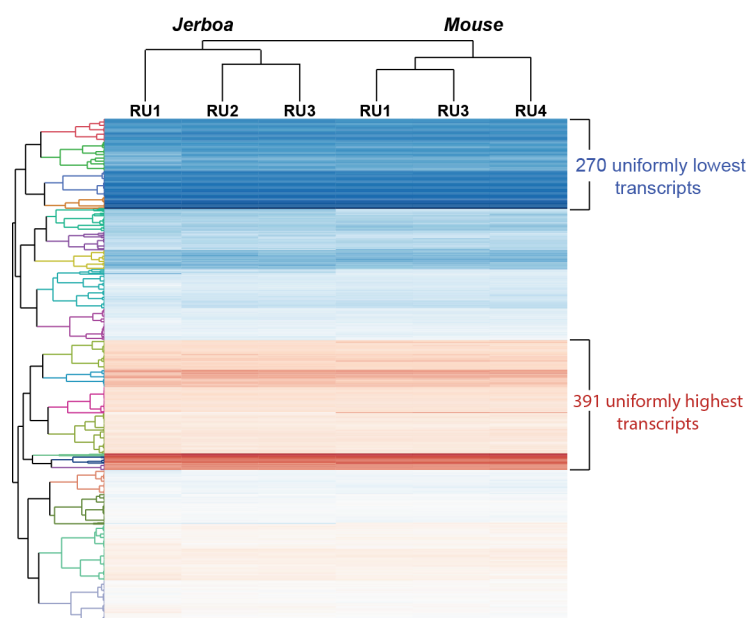 Jerboa Mouse
RU1 RU2 RU3 RU1 RU3 RU4
270 uniformly lowest
transcripts
391 uniformly highest
transcripts